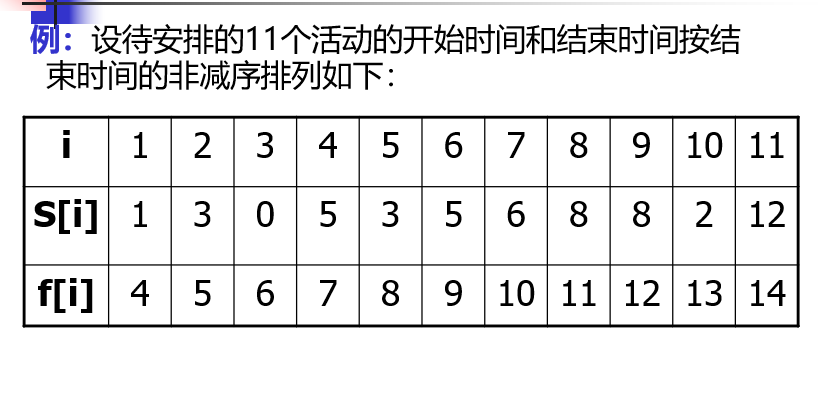 例：设待安排的11个活动的开始时间和结束时间按结
束时间的非减序排列如下：
i 1 2 3 4 5 6 7 8 9 10 11
S[i] 1 3 0 5 3 5 6 8 8 2 12
f[i] 4 5 6 7 8 9 10 11 12 13 14